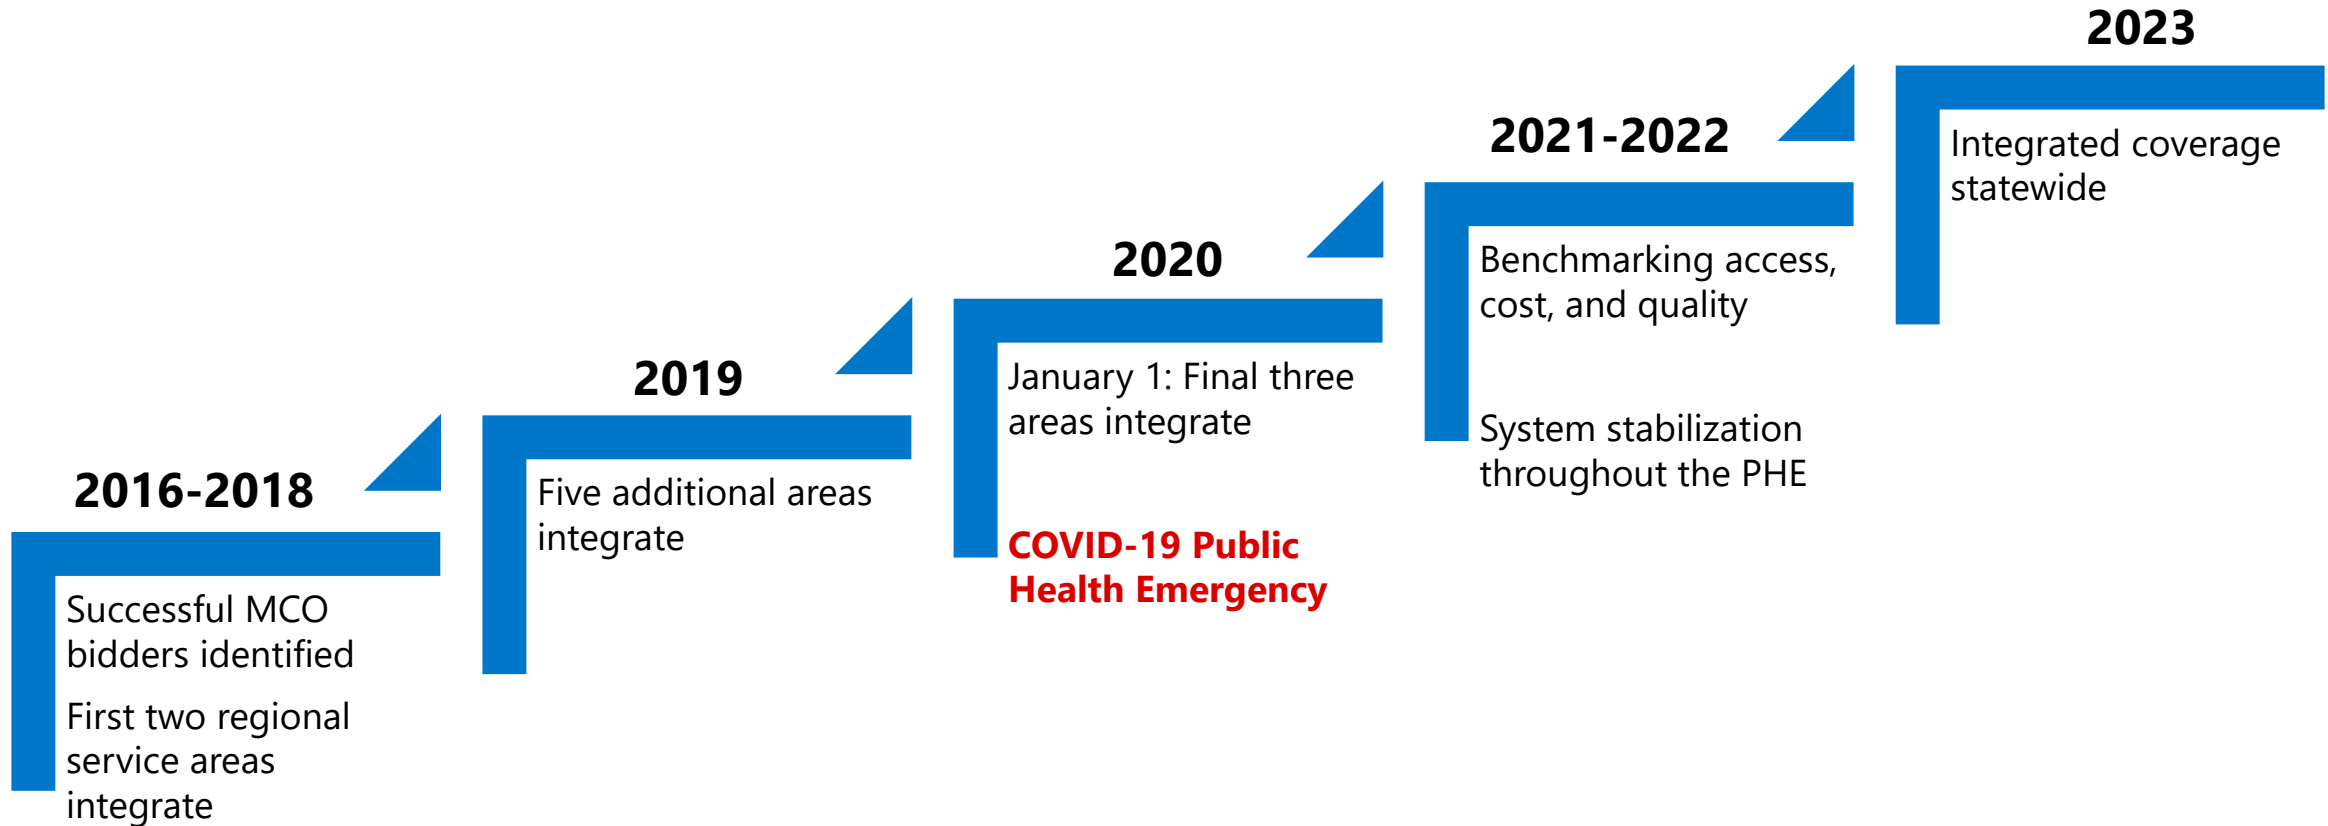 2016-2018
Successful MCO
bidders identified
First two regional
service areas
integrate
2019
Five additional areas
integrate
2020
January 1: Final three
areas integrate
COVID-19 Public
Health Emergency
2021-2022
Benchmarking access,
cost, and quality
System stabilization
throughout the PHE
2023
Integrated coverage
statewide